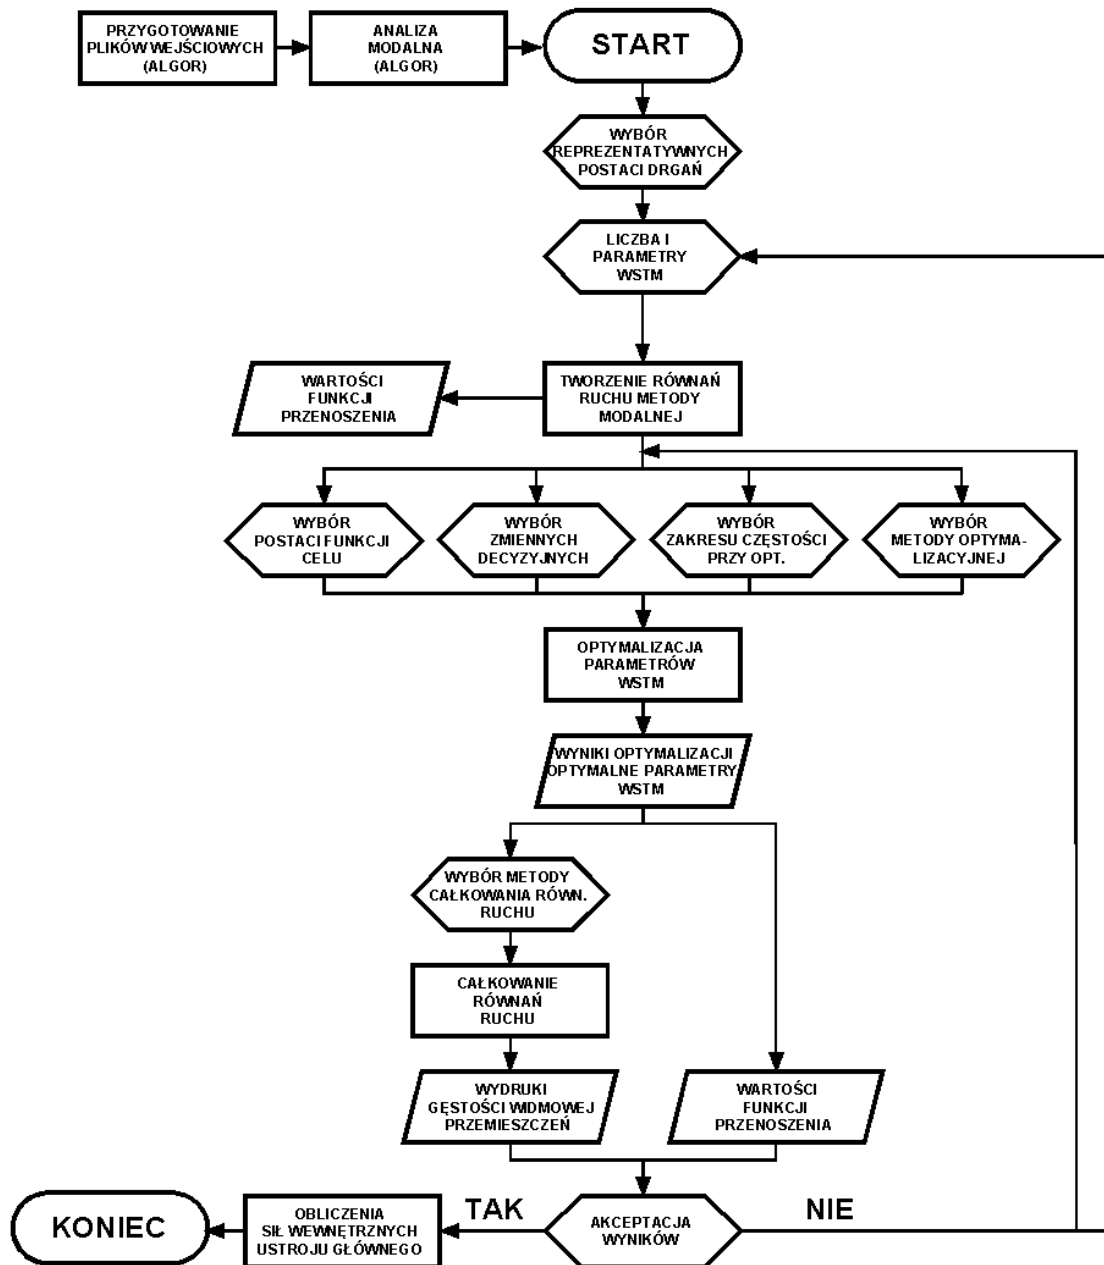 PRZYGOTOWANIE
PLIKÓW WEJŚCIOWYCH
(ALGOR)
ANALIZA
MODALNA
(ALGOR)
START
WYBÓR
REPREZENTATYWNYCH
POSTACI DRGAŃ
LICZBA I
PARAMETRY
WSTM
WARTOŚCI
FUNKCJI
PRZENOSZENIA
TWORZENIE RÓWNAŃ
RUCHU METODY
MODALNEJ
WYBÓR
POSTACI FUNKCJI
CELU
WYBÓR
ZMIENNYCH
DECYZYJNYCH
WYBÓR
ZAKRESU CZĘSTOŚCI
PRZY OPT.
WYBÓR
METODY OPTYMA-
LIZACYJNEJ
OPTYMALIZACJA
PARAMETRÓW
WSTM
WYNIKI OPTYMALIZACJI
OPTYMALNE PARAMETRY
WSTM
WYBÓR METODY
CAŁKOWANIA RÓWN.
RUCHU
CAŁKOWANIE
RÓWNAŃ
RUCHU
WYDRUKI
GĘSTOŚCI WIDMOWEJ
PRZEMIESZCZEŃ
WARTOŚCI
FUNKCJI
PRZENOSZENIA
KONIEC
OBLICZENIA
SIŁ WEWNĘTRZNYCH
USTROJU GŁÓWNEGO
TAK
AKCEPTACJA
WYNIKÓW
NIE